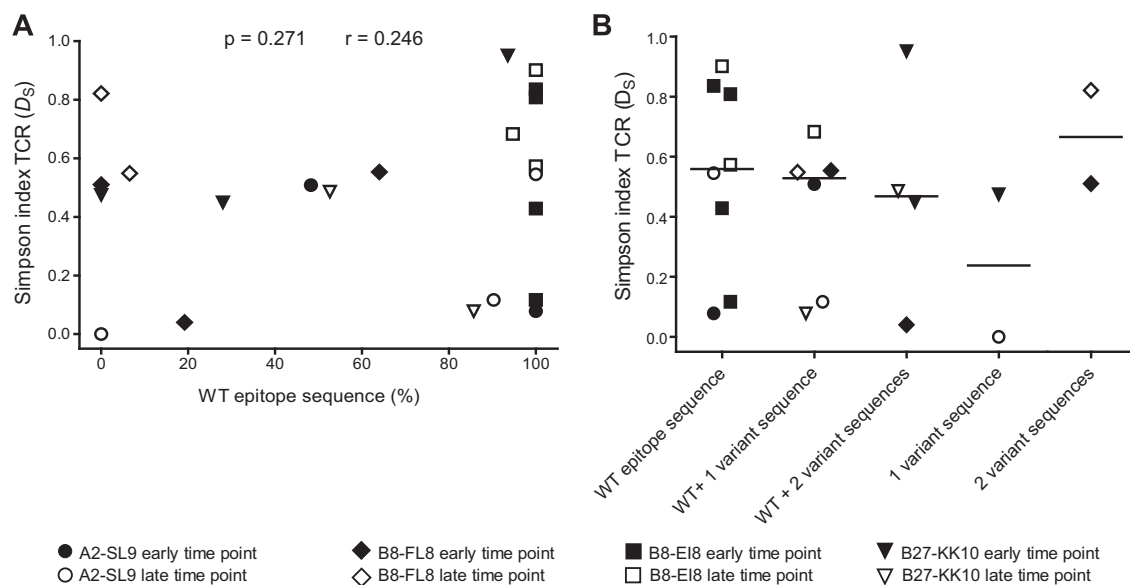 A
p = 0.271 r = 0.246
Simpson index TCR (DS)
1.0
0.8
0.6
0.4
0.2
0.0
0 20 40 60 80 100
WT epitope sequence (%)
B
Simpson index TCR (DS)
1.0
0.8
0.6
0.4
0.2
0.0
WT epitope sequence
WT+ 1 variant sequence
WT + 2 variant sequences
1 variant sequence
2 variant sequences
A2-SL9 early time point
A2-SL9 late time point
B8-FL8 early time point
B8-FL8 late time point
B8-EI8 early time point
B8-EI8 late time point
B27-KK10 early time point
B27-KK10 late time point